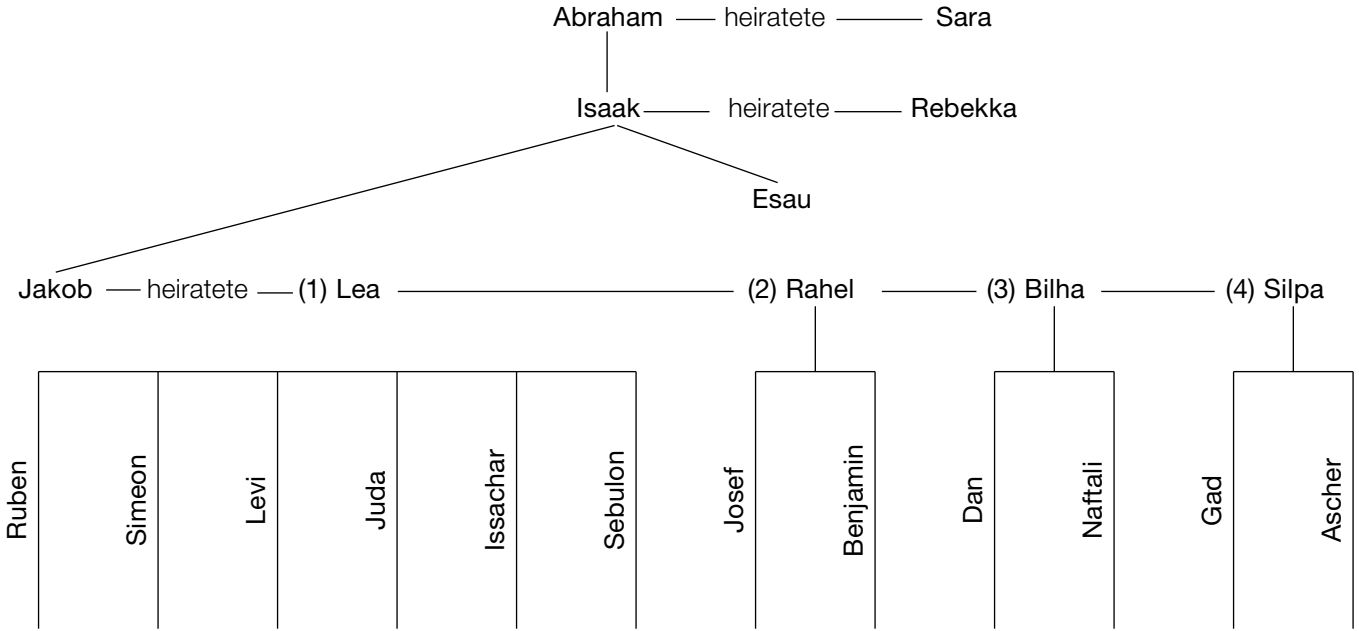 Abraham heiratete Sara
Isaak heiratete Rebekka
Esau
Jakob heiratete (1) Lea (2) Rahel (3) Bilha (4) Silpa
Ruben
Simeon
Levi
Juda
Issachar
Sebulon
Josef
Benjamin
Dan
Naftali
Gad
Ascher